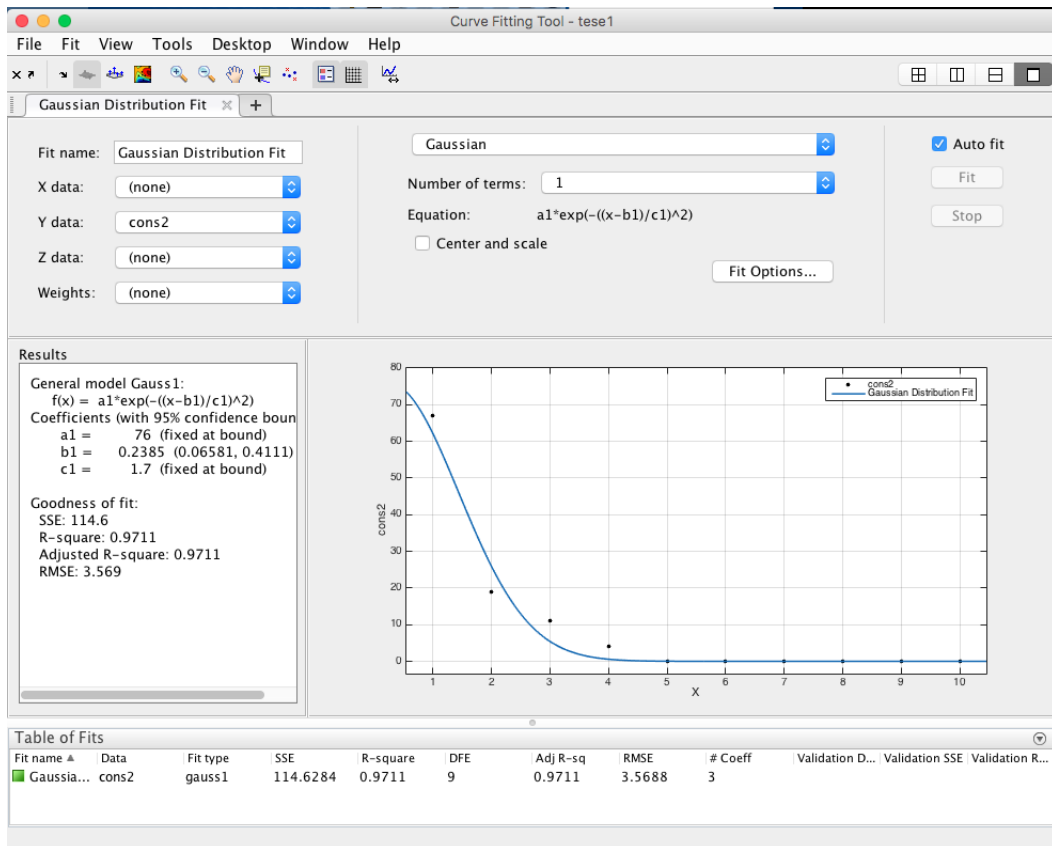 Curve Fitting Tool - tese1
File Fit View Tools Desktop Window Help
Gaussian Distribution Fit
Fit name: Gaussian Distribution Fit
X data: (none)
Y data: cons2
Z data: (none)
Weights: (none)
Gaussian
Number of terms: 1
Equation: a1*exp(-((x-b1)/c1)^2)
Center and scale
Fit Options...
Auto fit
Fit
Stop
Results
General model Gauss1:
f(x) = a1*exp(-((x-b1)/c1)^2)
Coefficients (with 95% confidence boun
a1 = 76 (fixed at bound)
b1 = 0.2385 (0.06581, 0.4111)
c1 = 1.7 (fixed at bound)
Goodness of fit:
SSE: 114.6
R-square: 0.9711
Adjusted R-square: 0.9711
RMSE: 3.569
80
70
60
50
40
30
20
10
0
cons2
cons2
Gaussian Distribution Fit
1 2 3 4 5 6 7 8 9 10
X
Table of Fits
Fit name Data Fit type SSE R-square DFE Adj R-sq RMSE # Coeff Validation D... Validation SSE Validation R...
Gaussia... cons2 gauss1 114.6284 0.9711 9 0.9711 3.5688 3